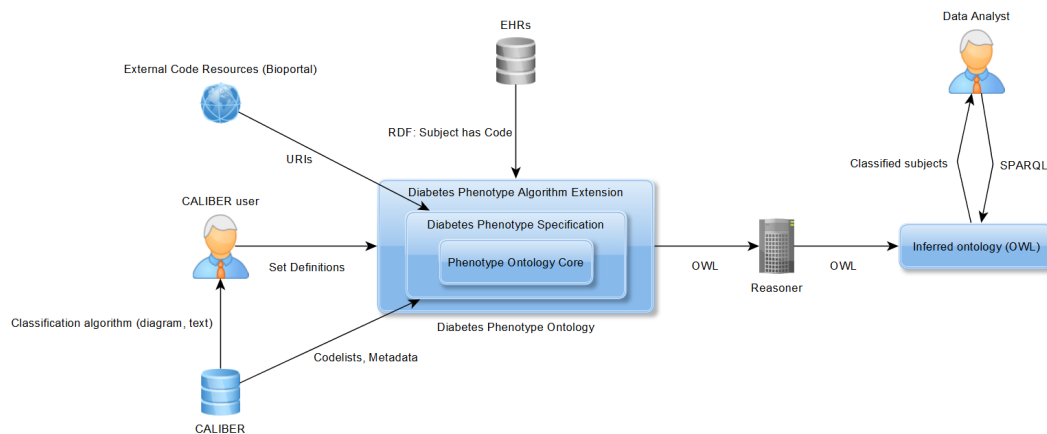 Data Analyst
EHRs
External Code Resources (Bioportal)
RDF: Subject has Code
URIs
Classified subjects
SPARQL
Diabetes Phenotype Algorithm Extension
CALIBER user
Diabetes Phenotype Specification
Phenotype Ontology Core
Inferred ontology (OWL)
Set Definitions
OWL
OWL
Reasoner
Classification algorithm (diagram, text)
Diabetes Phenotype Ontology
Codelists, Metadata
CALIBER